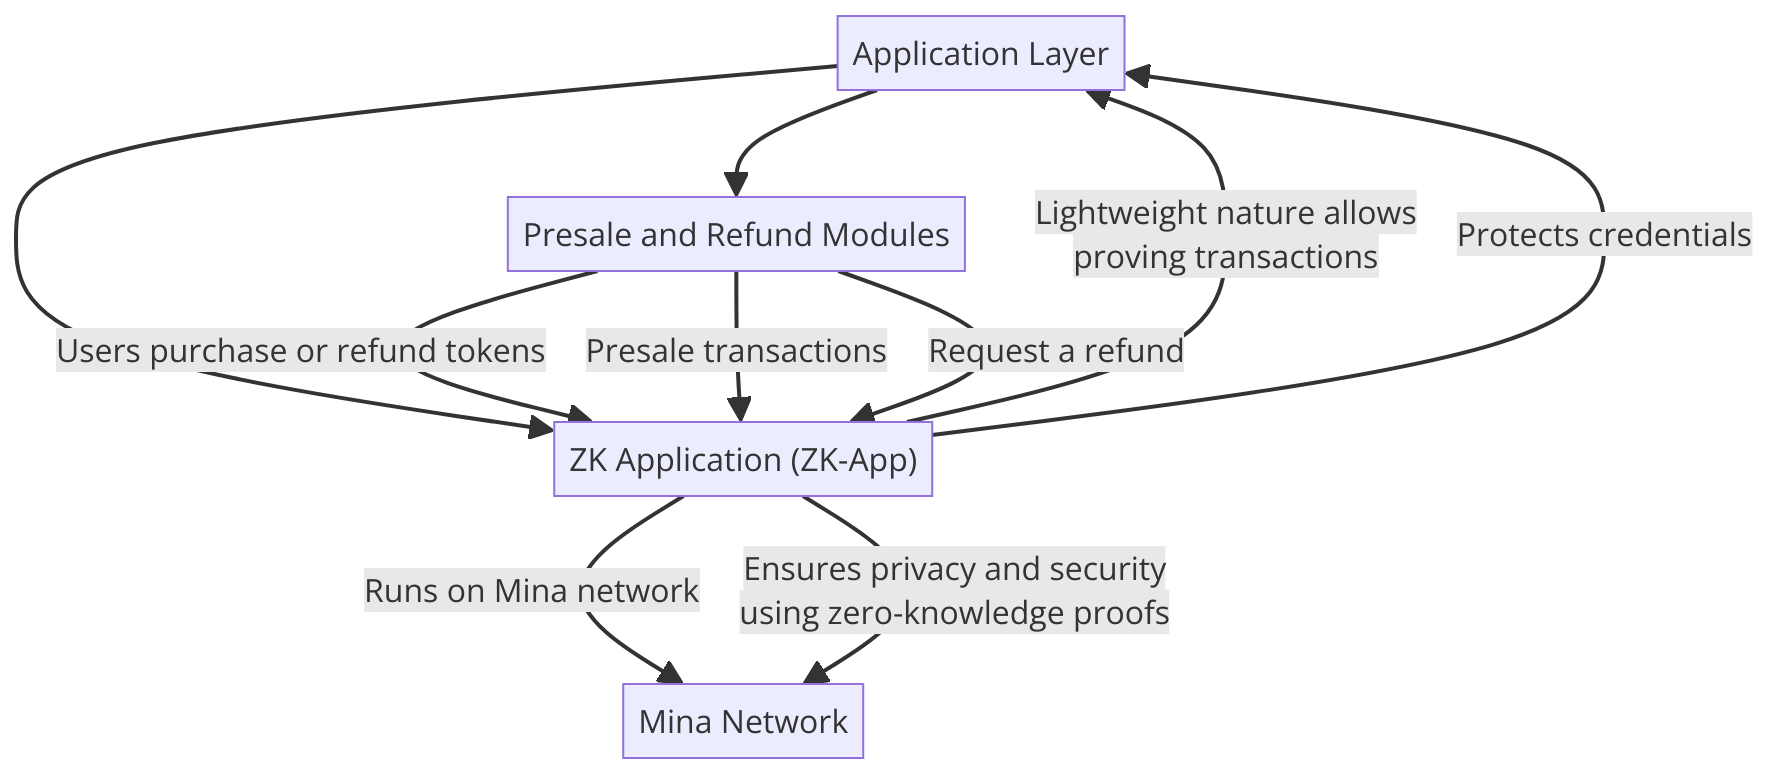 Application Layer
Presale and Refund Modules
Lightweight nature allows
proving transactions
Protects credentials
Users purchase or refund tokens
Presale transactions
Request a refund
ZK Application (ZK-App)
Runs on Mina network
Ensures privacy and security
using zero-knowledge proofs
Mina Network